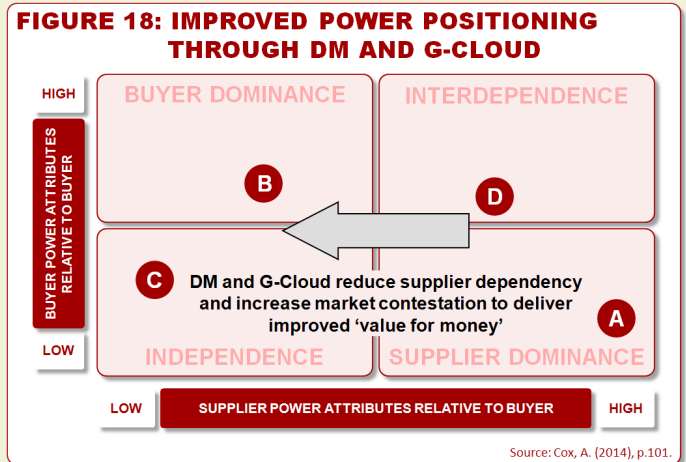 FIGURE 18: IMPROVED POWER POSITIONING
THROUGH DM AND G-CLOUD
HIGH
BUYER POWER ATTRIBUTES
RELATIVE TO BUYER
LOW
BUYER DOMINANCE
INTERDEPENDENCE
B
D
C
DM and G-Cloud reduce supplier dependency
and increase market contestation to deliver
improved ‘value for money’
A
INDEPENDENCE
SUPPLIER DOMINANCE
LOW
SUPPLIER POWER ATTRIBUTES RELATIVE TO BUYER
HIGH
Source: Cox, A. (2014), p.101.